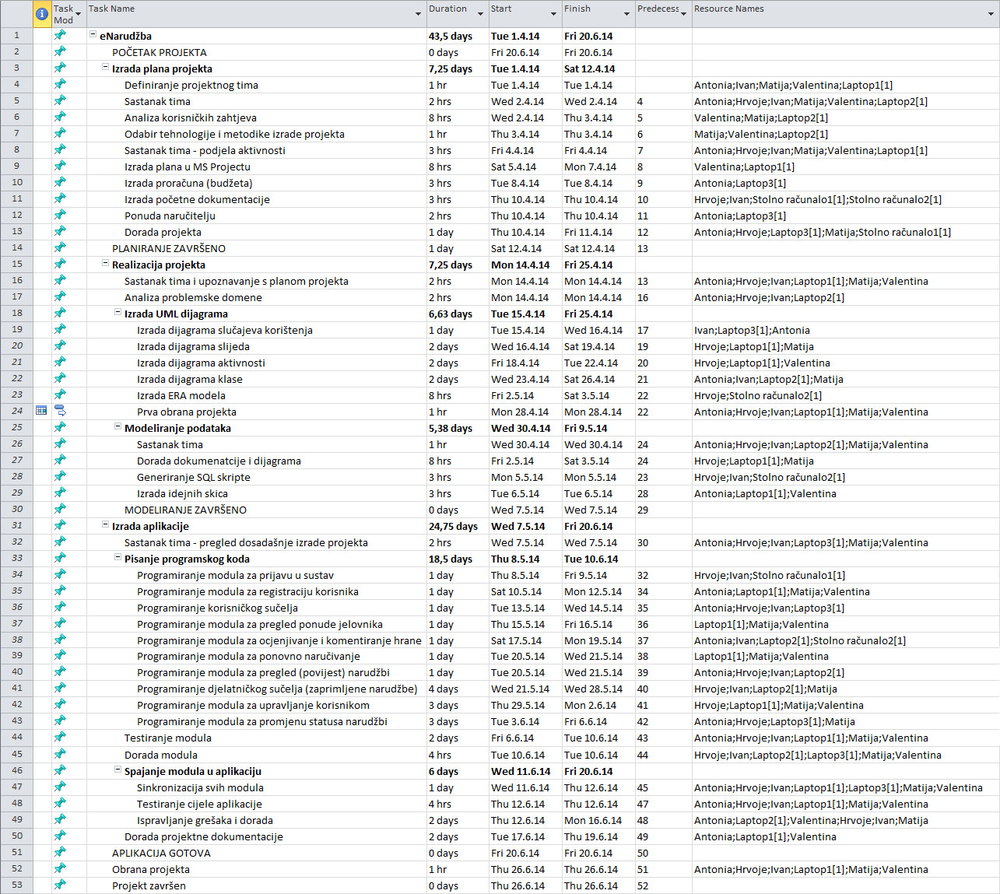 Task Mod Task Name Duration Start Finish Predecess Resource Names
1 eNarudžba 43,5 days Tue 1.4.14 Fri 20.6.14
2 POČETAK PROJEKTA 0 days Fri 20.6.14 Fri 20.6.14
3 Izrada plana projekta 7,25 days Tue 1.4.14 Sat 12.4.14
4 Definiranje projektnog tima 1 hr Tue 1.4.14 Tue 1.4.14 Antonia;Ivan;Matija;Valentina;Laptop1[1]
5 Sastanak tima 2 hrs Wed 2.4.14 Wed 2.4.14 4 Antonia;Hrvoje;Ivan;Matija;Valentina;Laptop2[1]
6 Analiza korisničkih zahtjeva 8 hrs Wed 2.4.14 Thu 3.4.14 5 Valentina;Matija;Laptop2[1]
7 Odabir tehnologije i metodike izrade projekta 1 hr Thu 3.4.14 Thu 3.4.14 6 Matija;Valentina;Laptop2[1]
8 Sastanak tima - podjela aktivnosti 3 hrs Fri 4.4.14 Fri 4.4.14 7 Antonia;Hrvoje;Ivan;Matija;Valentina;Laptop1[1]
9 Izrada plana u MS Projectu 8 hrs Sat 5.4.14 Mon 7.4.14 8 Valentina;Laptop1[1]
10 Izrada proračuna (budžeta) 3 hrs Tue 8.4.14 Tue 8.4.14 9 Antonia;Laptop3[1]
11 Izrada početne dokumentacije 3 hrs Thu 10.4.14 Thu 10.4.14 10 Hrvoje;Ivan;Stolno računalo1[1];Stolno računalo2[1]
12 Ponuda naručitelju 2 hrs Thu 10.4.14 Thu 10.4.14 11 Antonia;Laptop3[1]
13 Dorada projekta 1 day Thu 10.4.14 Fri 11.4.14 12 Antonia;Hrvoje;Laptop3[1];Matija;Stolno računalo1[1]
14 PLANIRANJE ZAVRŠENO 1 day Sat 12.4.14 Sat 12.4.14 13
15 Realizacija projekta 7,25 days Mon 14.4.14 Fri 25.4.14
16 Sastanak tima i upoznavanje s planom projekta 2 hrs Mon 14.4.14 Mon 14.4.14 13 Antonia;Hrvoje;Ivan;Laptop1[1];Matija;Valentina
17 Analiza problemske domene 2 hrs Mon 14.4.14 Mon 14.4.14 16 Antonia;Hrvoje;Ivan;Laptop2[1]
18 Izrada UML dijagrama 6,63 days Tue 15.4.14 Fri 25.4.14
19 Izrada dijagrama slučajeva korištenja 1 day Tue 15.4.14 Wed 16.4.14 17 Ivan;Laptop3[1];Antonia
20 Izrada dijagrama slijeda 2 days Wed 16.4.14 Sat 19.4.14 19 Hrvoje;Laptop1[1];Matija
21 Izrada dijagrama aktivnosti 2 days Fri 18.4.14 Tue 22.4.14 20 Hrvoje;Laptop1[1];Valentina
22 Izrada dijagrama klase 2 days Wed 23.4.14 Sat 26.4.14 21 Antonia;Ivan;Laptop2[1];Matija
23 Izrada ERA modela 8 hrs Fri 2.5.14 Sat 3.5.14 22 Hrvoje;Stolno računalo2[1]
24 Prva obrana projekta 1 hr Mon 28.4.14 Mon 28.4.14 22 Antonia;Hrvoje;Ivan;Laptop1[1];Matija;Valentina
25 Modeliranje podataka 5,38 days Wed 30.4.14 Fri 9.5.14
26 Sastanak tima 1 hr Wed 30.4.14 Wed 30.4.14 24 Antonia;Hrvoje;Ivan;Laptop2[1];Matija;Valentina
27 Dorada dokumenatcije i dijagrama 8 hrs Fri 2.5.14 Sat 3.5.14 24 Hrvoje;Laptop1[1];Matija
28 Generiranje SQL skripte 3 hrs Mon 5.5.14 Mon 5.5.14 23 Hrvoje;Ivan;Stolno računalo2[1]
29 Izrada idejnih skica 3 hrs Tue 6.5.14 Tue 6.5.14 28 Antonia;Laptop1[1];Valentina
30 MODELIRANJE ZAVRŠENO 0 days Wed 7.5.14 Wed 7.5.14 29
31 Izrada aplikacije 24,75 days Wed 7.5.14 Fri 20.6.14
32 Sastanak tima - pregled dosadašnje izrade projekta 2 hrs Wed 7.5.14 Wed 7.5.14 30 Antonia;Hrvoje;Ivan;Laptop3[1];Matija;Valentina
33 Pisanje programskog koda 18,5 days Thu 8.5.14 Tue 10.6.14
34 Programiranje modula za prijavu u sustav 1 day Thu 8.5.14 Fri 9.5.14 32 Hrvoje;Ivan;Stolno računalo1[1]
35 Programiranje modula za registraciju korisnika 1 day Sat 10.5.14 Mon 12.5.14 34 Antonia;Laptop1[1];Matija;Valentina
36 Programiranje korisničkog sučelja 1 day Tue 13.5.14 Wed 14.5.14 35 Antonia;Hrvoje;Ivan;Laptop3[1]
37 Programiranje modula za pregled ponude jelovnika 1 day Thu 15.5.14 Fri 16.5.14 36 Laptop1[1];Matija;Valentina
38 Programiranje modula za ocjenjivanje i komentiranje hrane 1 day Sat 17.5.14 Mon 19.5.14 37 Antonia;Ivan;Laptop2[1];Stolno računalo2[1]
39 Programiranje modula za ponovno naručivanje 1 day Tue 20.5.14 Wed 21.5.14 38 Laptop1[1];Matija;Valentina
40 Programiranje modula za pregled (povijest) narudžbi 1 day Tue 20.5.14 Wed 21.5.14 39 Antonia;Hrvoje;Ivan;Laptop2[1]
41 Programiranje djelatničkog sučelja (zaprimljene narudžbe) 4 days Wed 21.5.14 Wed 28.5.14 40 Hrvoje;Ivan;Laptop2[1];Matija
42 Programiranje modula za upravljanje korisnikom 3 days Thu 29.5.14 Mon 2.6.14 41 Hrvoje;Laptop1[1];Matija;Valentina
43 Programiranje modula za promjenu statusa narudžbi 3 days Tue 3.6.14 Fri 6.6.14 42 Antonia;Hrvoje;Laptop3[1];Matija
44 Testiranje modula 2 days Fri 6.6.14 Tue 10.6.14 43 Antonia;Hrvoje;Ivan;Laptop1[1];Matija;Valentina
45 Dorada modula 4 hrs Tue 10.6.14 Tue 10.6.14 44 Hrvoje;Ivan;Laptop2[1];Laptop3[1];Matija;Valentina
46 Spajanje modula u aplikaciju 6 days Wed 11.6.14 Fri 20.6.14
47 Sinkronizacija svih modula 1 day Wed 11.6.14 Thu 12.6.14 45 Antonia;Hrvoje;Ivan;Laptop1[1];Laptop3[1];Matija;Valentina
48 Testiranje cijele aplikacije 4 hrs Thu 12.6.14 Thu 12.6.14 47 Antonia;Hrvoje;Ivan;Laptop1[1];Matija;Valentina
49 Ispravljanje grešaka i dorada 2 days Thu 12.6.14 Mon 16.6.14 48 Antonia;Laptop2[1];Valentina;Hrvoje;Ivan;Matija
50 Dorada projektne dokumentacije 2 days Tue 17.6.14 Thu 19.6.14 49 Antonia;Laptop1[1];Valentina
51 APLIKACIJA GOTOVA 0 days Fri 20.6.14 Fri 20.6.14 50
52 Obrana projekta 1 hr Thu 26.6.14 Thu 26.6.14 51 Antonia;Hrvoje;Ivan;Laptop1[1];Matija;Valentina
53 Projekt završen 0 days Thu 26.6.14 Thu 26.6.14 52